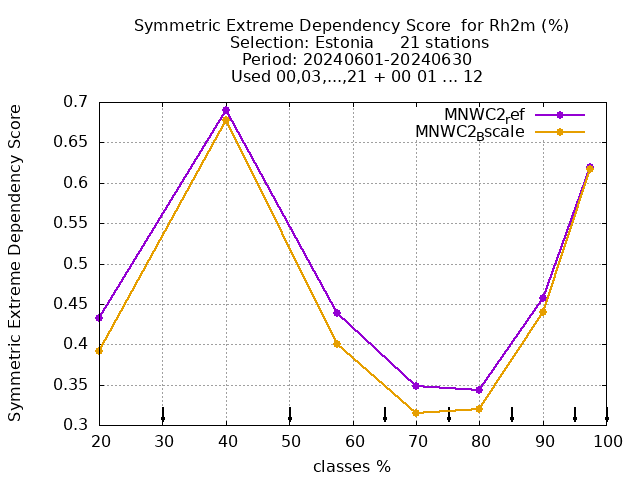 Symmetric Extreme Dependency Score for Rh2m (%)
Selection: Estonia 21 stations
Period: 20240601-20240630
Used 00,03,...,21 + 00 01 ... 12
Symmetric Extreme Dependency Score
0.7
0.65
0.6
0.55
0.5
0.45
0.4
0.35
0.3
MNWC2ref
MNWC2Bscale
20 30 40 50 60 70 80 90 100
classes %